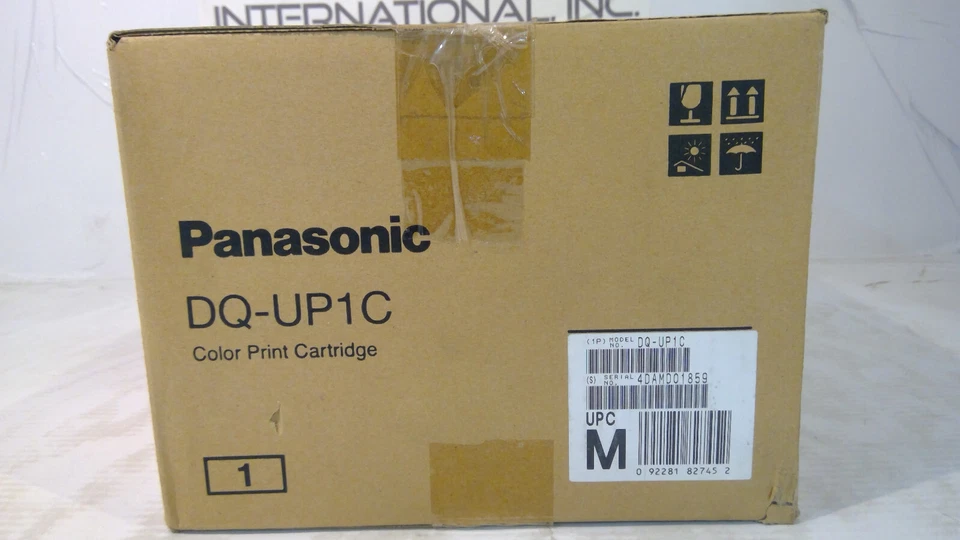 INTERNATIONAL, INC.
Panasonic
DQ-UP1C
Color Print Cartridge
1
(1P) MODEL NO. DQ-UP1C
(S) SERIAL NO. 4DAMD01859
UPC
M
0 92281 82745 2